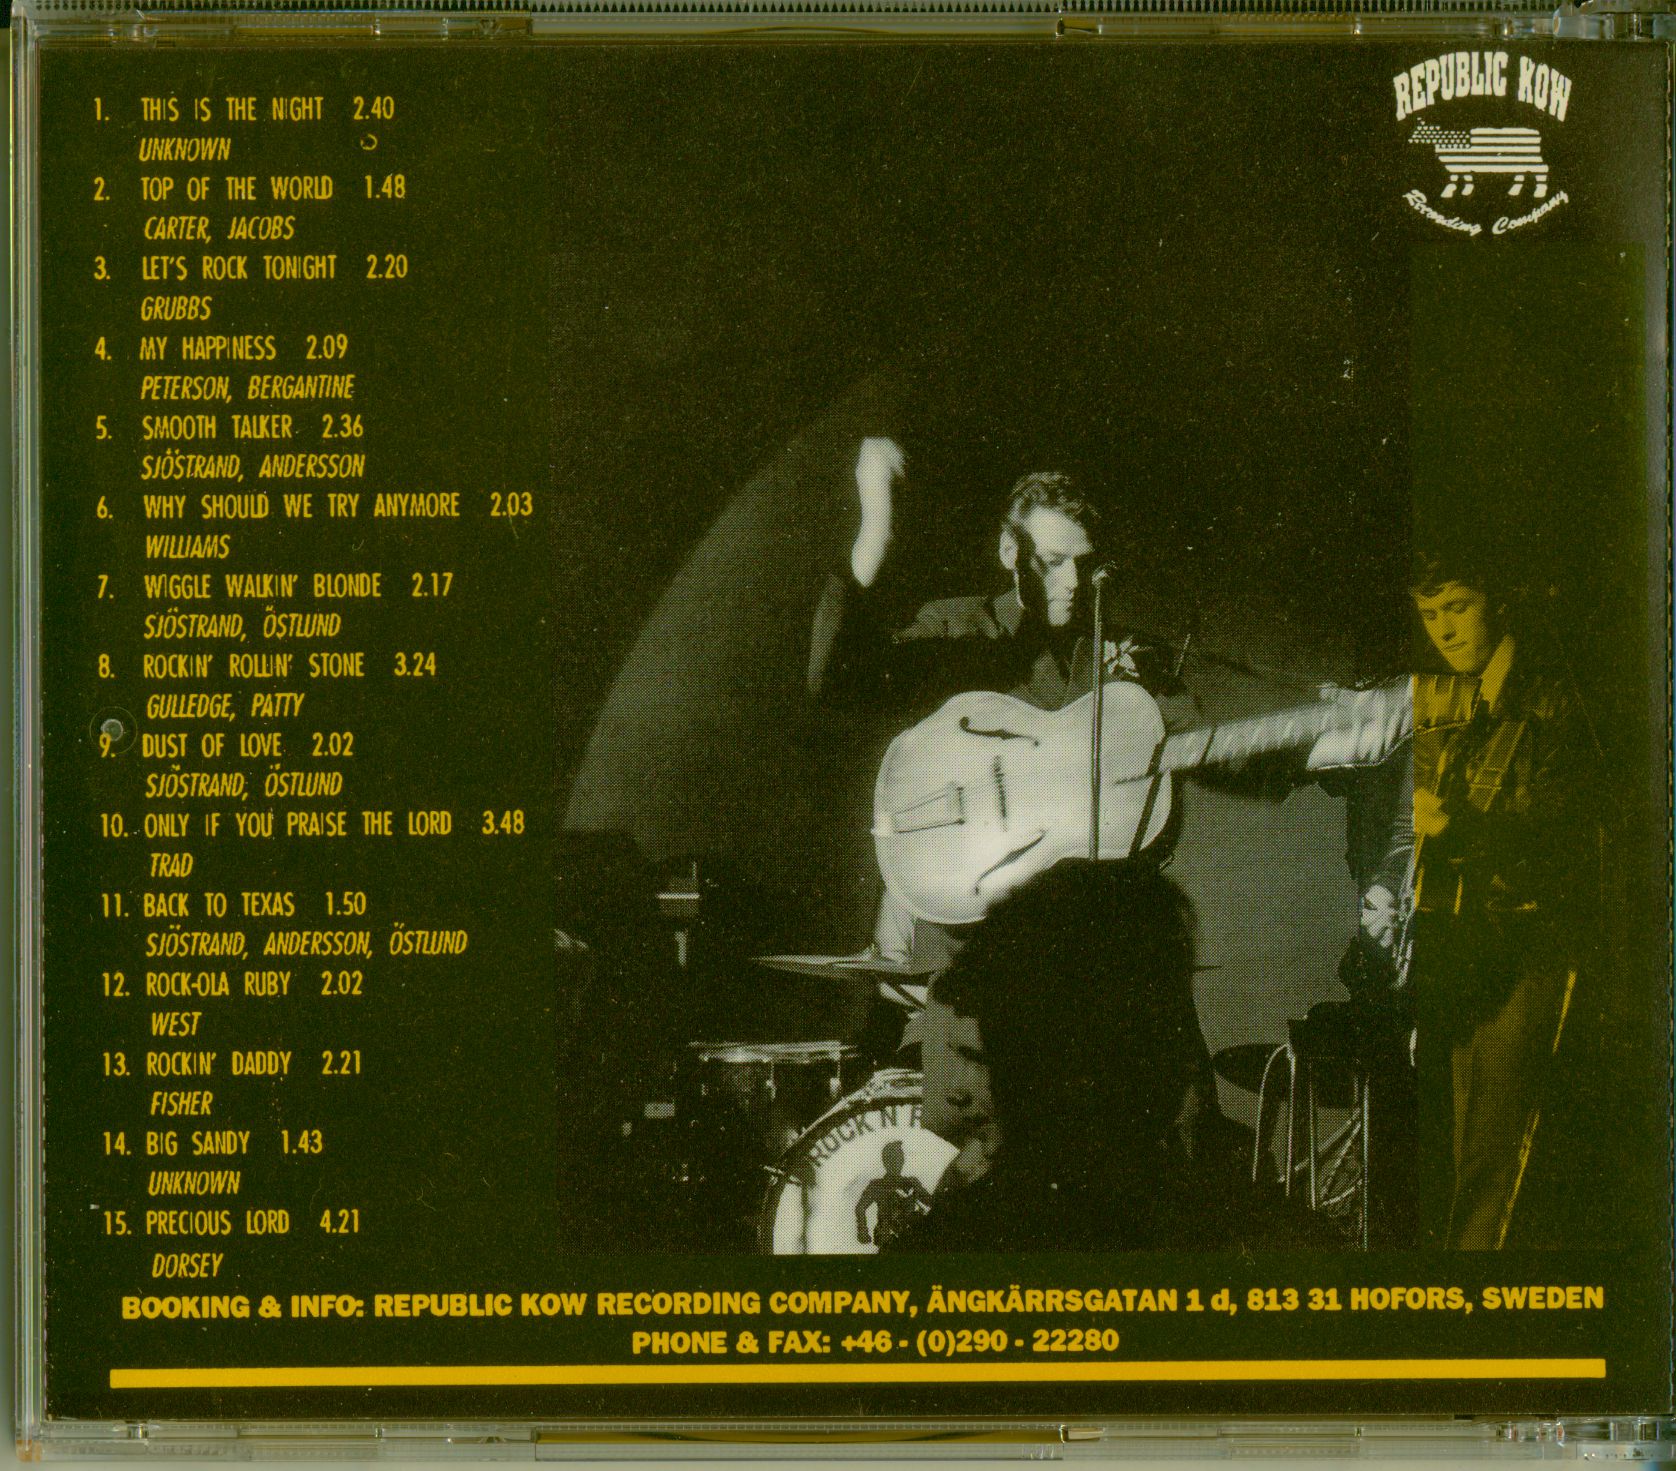 1. THIS IS THE NIGHT 2.40
UNKNOWN
2. TOP OF THE WORLD 1.48
CARTER, JACOBS
3. LET'S ROCK TONIGHT 2.20
GRUBBS
4. MY HAPPINESS 2.09
PETERSON, BERGANTINE
5. SMOOTH TALKER 2.36
SJÖSTRAND, ANDERSSON
6. WHY SHOULD WE TRY ANYMORE 2.03
WILLIAMS
7. WIGGLE WALKIN' BLONDE 2.17
SJÖSTRAND, ÖSTLUND
8. ROCKIN' ROLLIN' STONE 3.24
GULLEDGE, PATTY
9. DUST OF LOVE 2.02
SJÖSTRAND, ÖSTLUND
10. ONLY IF YOU PRAISE THE LORD 3.48
TRAD
11. BACK TO TEXAS 1.50
SJÖSTRAND, ANDERSSON, ÖSTLUND
12. ROCK-OLA RUBY 2.02
WEST
13. ROCKIN' DADDY 2.21
FISHER
14. BIG SANDY 1.43
UNKNOWN
15. PRECIOUS LORD 4.21
DORSEY
REPUBLIC KOW
Recording Company
ROCK'N'R
BOOKING & INFO: REPUBLIC KOW RECORDING COMPANY, ÄNGKÄRRSGATAN 1 d, 813 31 HOFORS, SWEDEN
PHONE & FAX: +46 - (0)290 - 22280